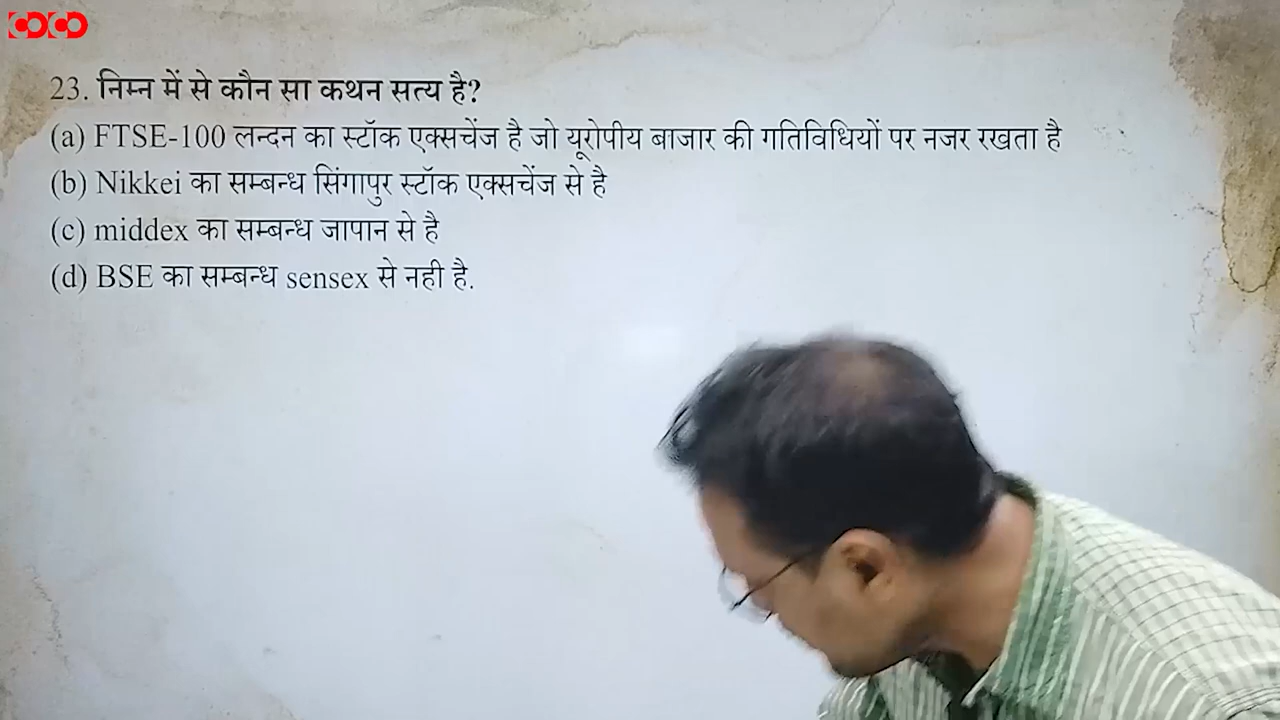 COCO
23. निम्न में से कौन सा कथन सत्य है?
(a) FTSE-100 लन्दन का स्टॉक एक्सचेंज है जो यूरोपीय बाजार की गतिविधियों पर नजर रखता है
(b) Nikkei का सम्बन्ध सिंगापुर स्टॉक एक्सचेंज से है
(c) middex का सम्बन्ध जापान से है
(d) BSE का सम्बन्ध sensex से नही है.